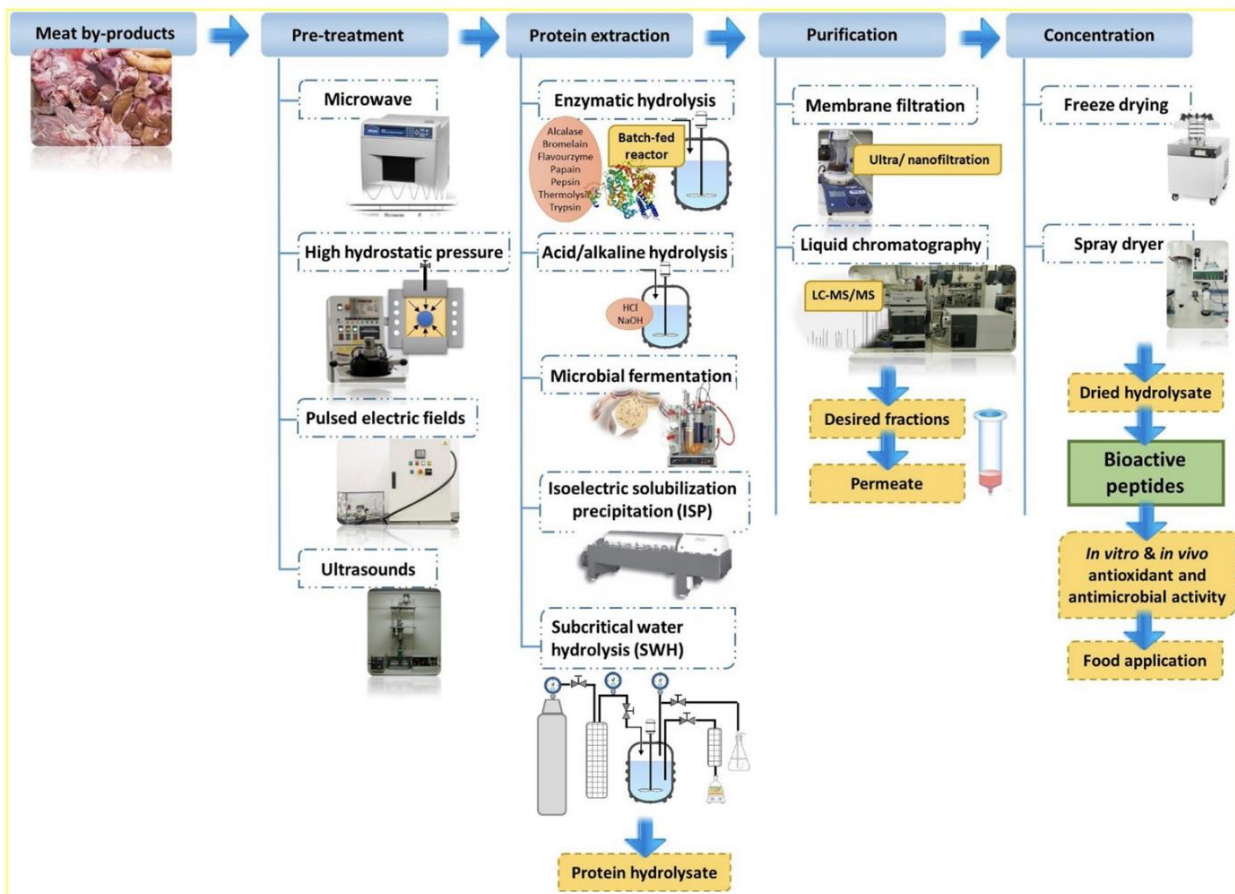 Meat by-products
Pre-treatment
Protein extraction
Purification
Concentration
Microwave
High hydrostatic pressure
Pulsed electric fields
Ultrasounds
Enzymatic hydrolysis
Alcalase
Bromelain
Flavourzyme
Papain
Pepsin
Thermolysin
Trypsin
Batch-fed
reactor
Acid/alkaline hydrolysis
HCl
NaOH
Microbial fermentation
Isoelectric solubilization
precipitation (ISP)
Subcritical water
hydrolysis (SWH)
Protein hydrolysate
Membrane filtration
Ultra/ nanofiltration
Liquid chromatography
LC-MS/MS
Desired fractions
Permeate
Freeze drying
Spray dryer
Dried hydrolysate
Bioactive
peptides
In vitro & in vivo
antioxidant and
antimicrobial activity
Food application